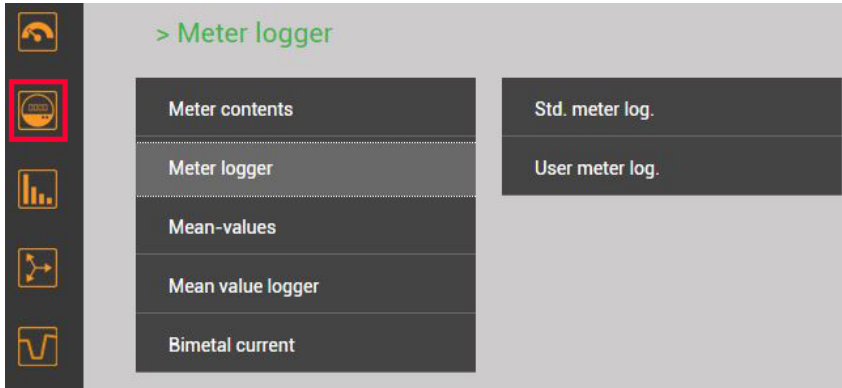 > Meter logger
Meter contents
Std. meter log.
Meter logger
User meter log.
Mean-values
Mean value logger
Bimetal current